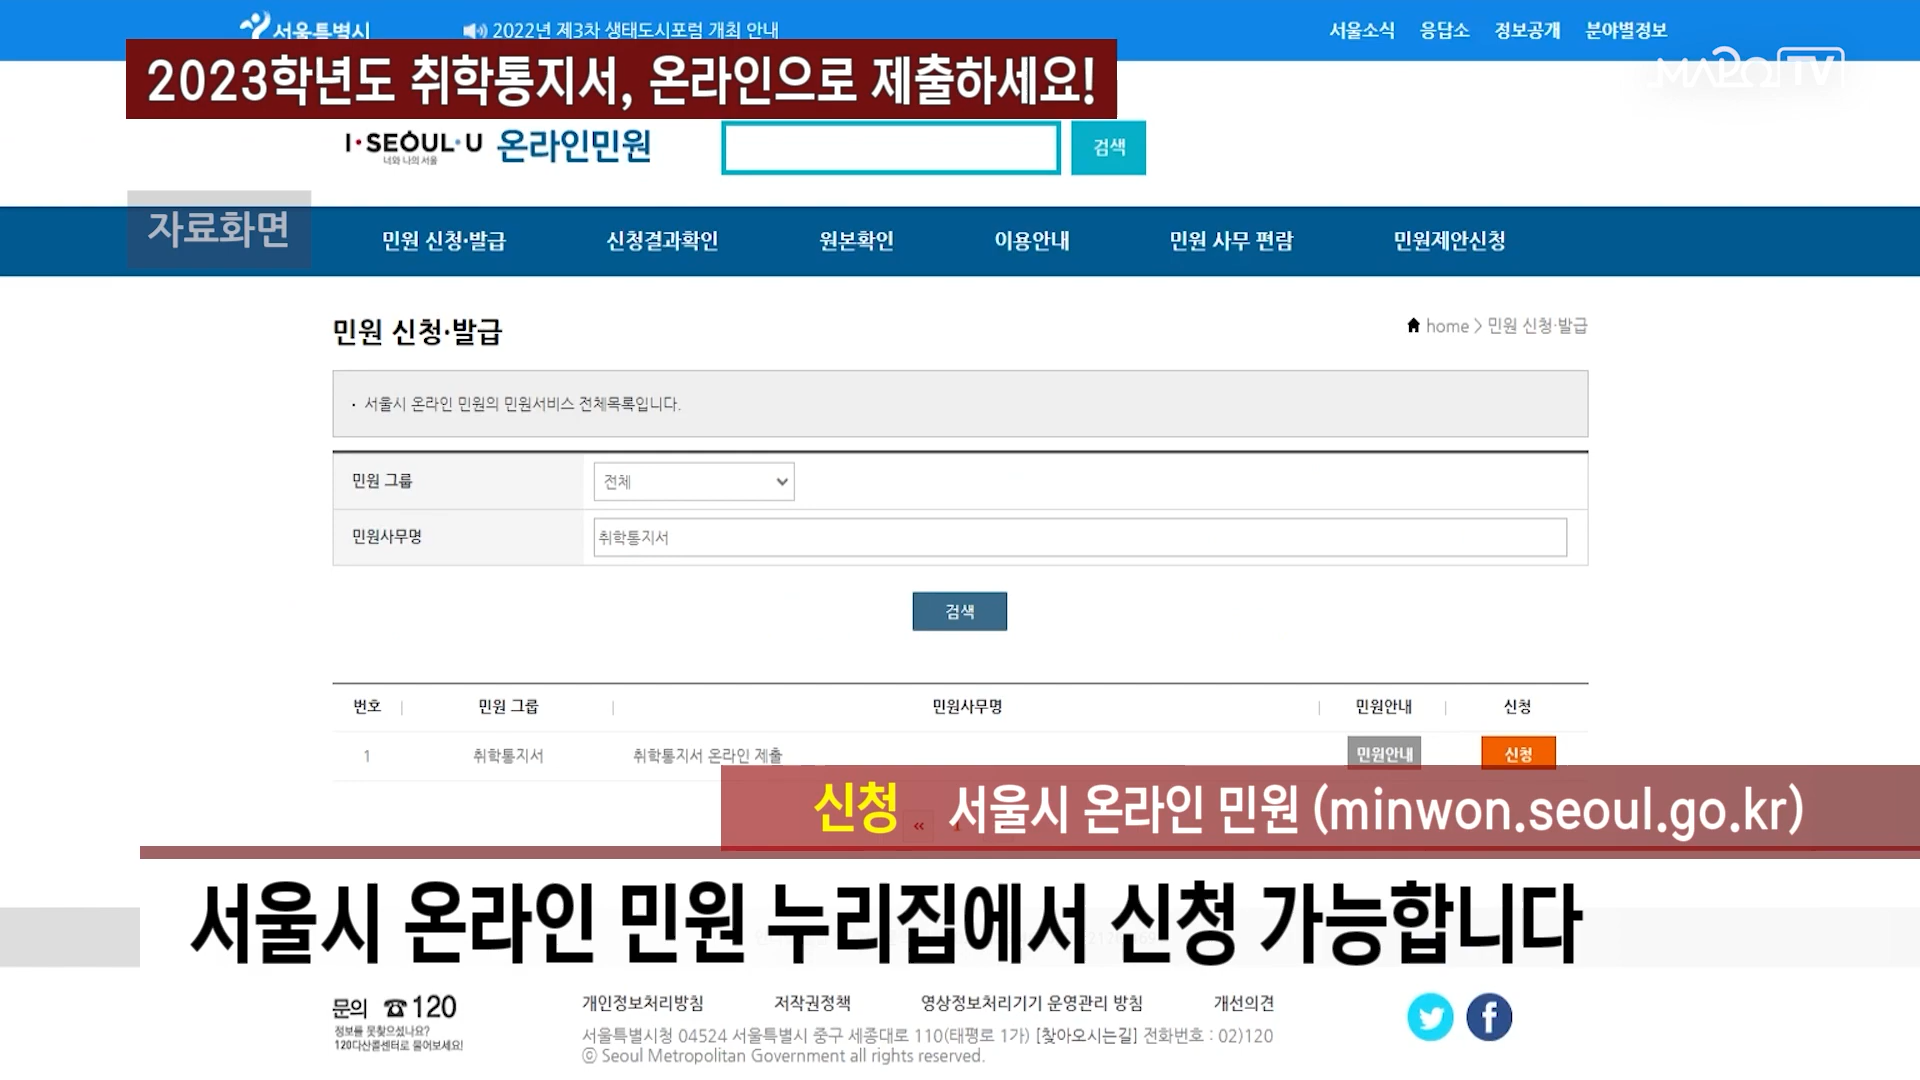 서울특별시
2022년 제3차 생태도시포럼 개최 안내
서울소식 응답소 정보공개 분야별정보
MAPO TV
2023학년도 취학통지서, 온라인으로 제출하세요!
I·SEOUL·U 온라인민원 검색
너와 나의 서울
자료화면
민원 신청·발급 신청결과확인 원본확인 이용안내 민원 사무 편람 민원제안신청
민원 신청·발급
home > 민원 신청·발급
· 서울시 온라인 민원의 민원서비스 전체목록입니다.
민원 그룹 전체
민원사무명 취학통지서
검색
번호 민원 그룹 민원사무명 민원안내 신청
1 취학통지서 취학통지서 온라인 제출 민원안내 신청
« 1
신청 서울시 온라인 민원 (minwon.seoul.go.kr)
서울시 온라인 민원 누리집에서 신청 가능합니다
문의 ☎120
정보를 못찾으셨나요?
120다산콜센터로 물어보세요!
개인정보처리방침 저작권정책 영상정보처리기기 운영관리 방침 개선의견
서울특별시청 04524 서울특별시 중구 세종대로 110(태평로 1가) [찾아오시는길] 전화번호 : 02)120
ⓒ Seoul Metropolitan Government all rights reserved.